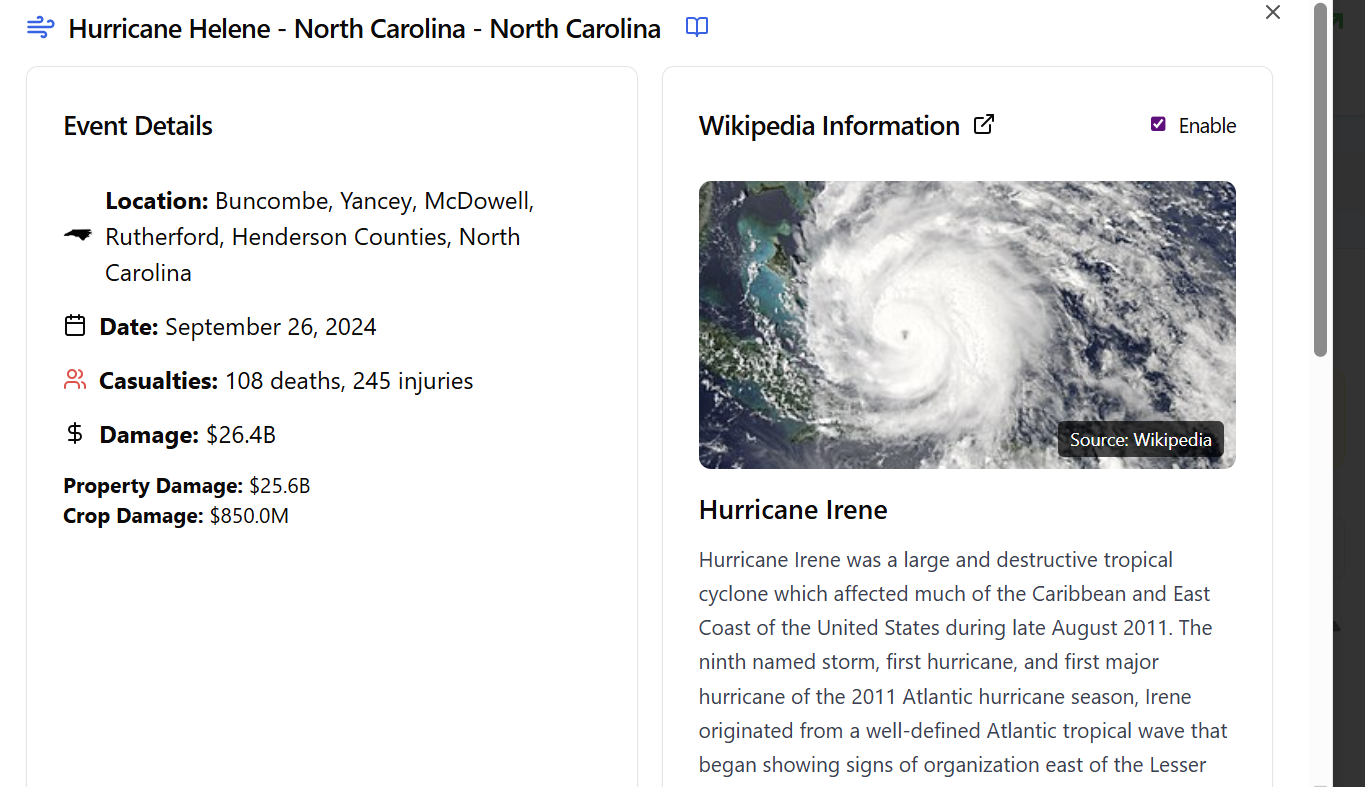 Hurricane Helene - North Carolina - North Carolina
Event Details
Location: Buncombe, Yancey, McDowell,
Rutherford, Henderson Counties, North
Carolina
Date: September 26, 2024
Casualties: 108 deaths, 245 injuries
Damage: $26.4B
Property Damage: $25.6B
Crop Damage: $850.0M
Wikipedia Information
Enable
Source: Wikipedia
Hurricane Irene
Hurricane Irene was a large and destructive tropical
cyclone which affected much of the Caribbean and East
Coast of the United States during late August 2011. The
ninth named storm, first hurricane, and first major
hurricane of the 2011 Atlantic hurricane season, Irene
originated from a well-defined Atlantic tropical wave that
began showing signs of organization east of the Lesser